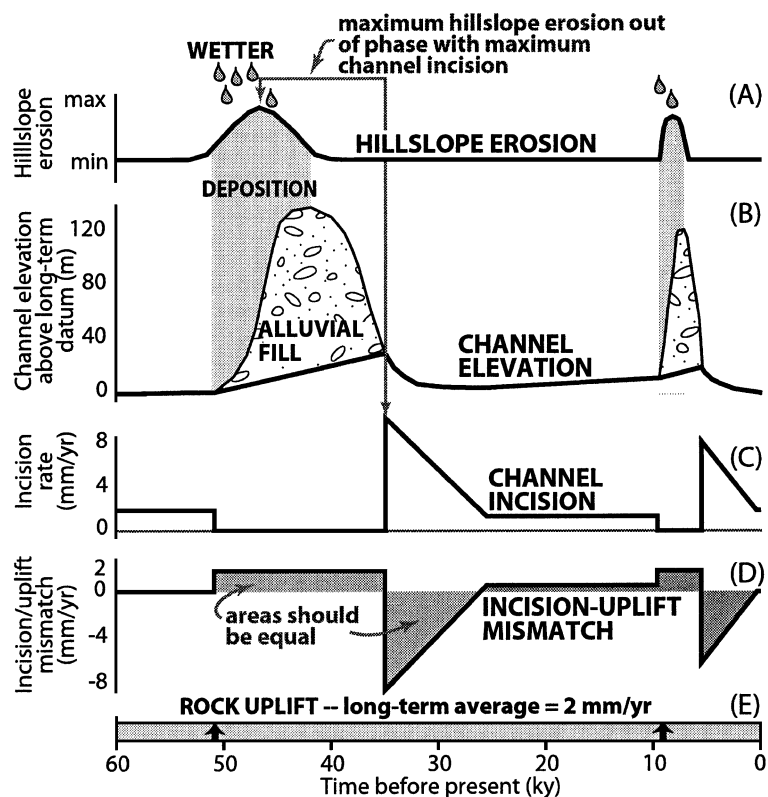 maximum hillslope erosion out
of phase with maximum
channel incision
WETTER
(A)
Hilllslope
erosion
max
min
HILLSLOPE EROSION
DEPOSITION
(B)
Channel elevation
above long-term
datum (m)
120
80
40
0
ALLUVIAL
FILL
CHANNEL
ELEVATION
(C)
Incision
rate
(mm/yr)
8
4
0
CHANNEL
INCISION
(D)
Incision/uplift
mismatch
(mm/yr)
2
0
-4
-8
areas should
be equal
INCISION-UPLIFT
MISMATCH
(E)
ROCK UPLIFT -- long-term average = 2 mm/yr
60 50 40 30 20 10 0
Time before present (ky)